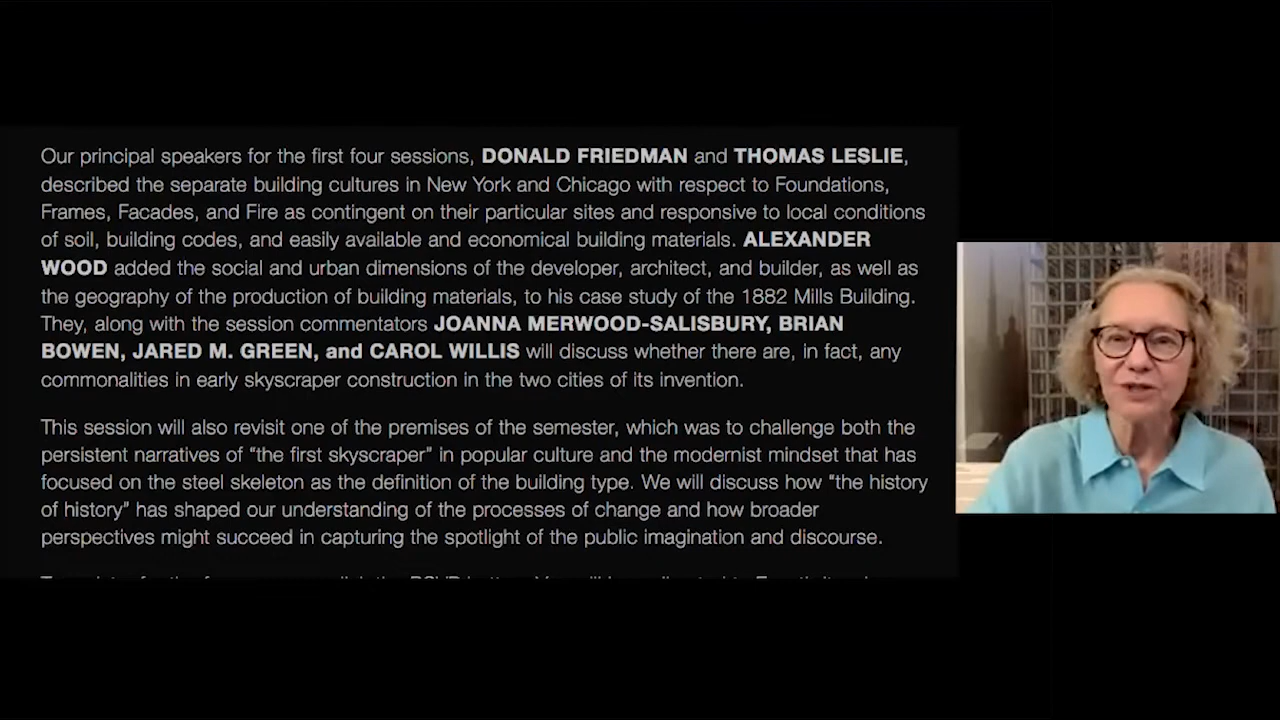 Our principal speakers for the first four sessions, DONALD FRIEDMAN and THOMAS LESLIE,
described the separate building cultures in New York and Chicago with respect to Foundations,
Frames, Facades, and Fire as contingent on their particular sites and responsive to local conditions
of soil, building codes, and easily available and economical building materials. ALEXANDER
WOOD added the social and urban dimensions of the developer, architect, and builder, as well as
the geography of the production of building materials, to his case study of the 1882 Mills Building.
They, along with the session commentators JOANNA MERWOOD-SALISBURY, BRIAN
BOWEN, JARED M. GREEN, and CAROL WILLIS will discuss whether there are, in fact, any
commonalities in early skyscraper construction in the two cities of its invention.
This session will also revisit one of the premises of the semester, which was to challenge both the
persistent narratives of “the first skyscraper” in popular culture and the modernist mindset that has
focused on the steel skeleton as the definition of the building type. We will discuss how “the history
of history” has shaped our understanding of the processes of change and how broader
perspectives might succeed in capturing the spotlight of the public imagination and discourse.